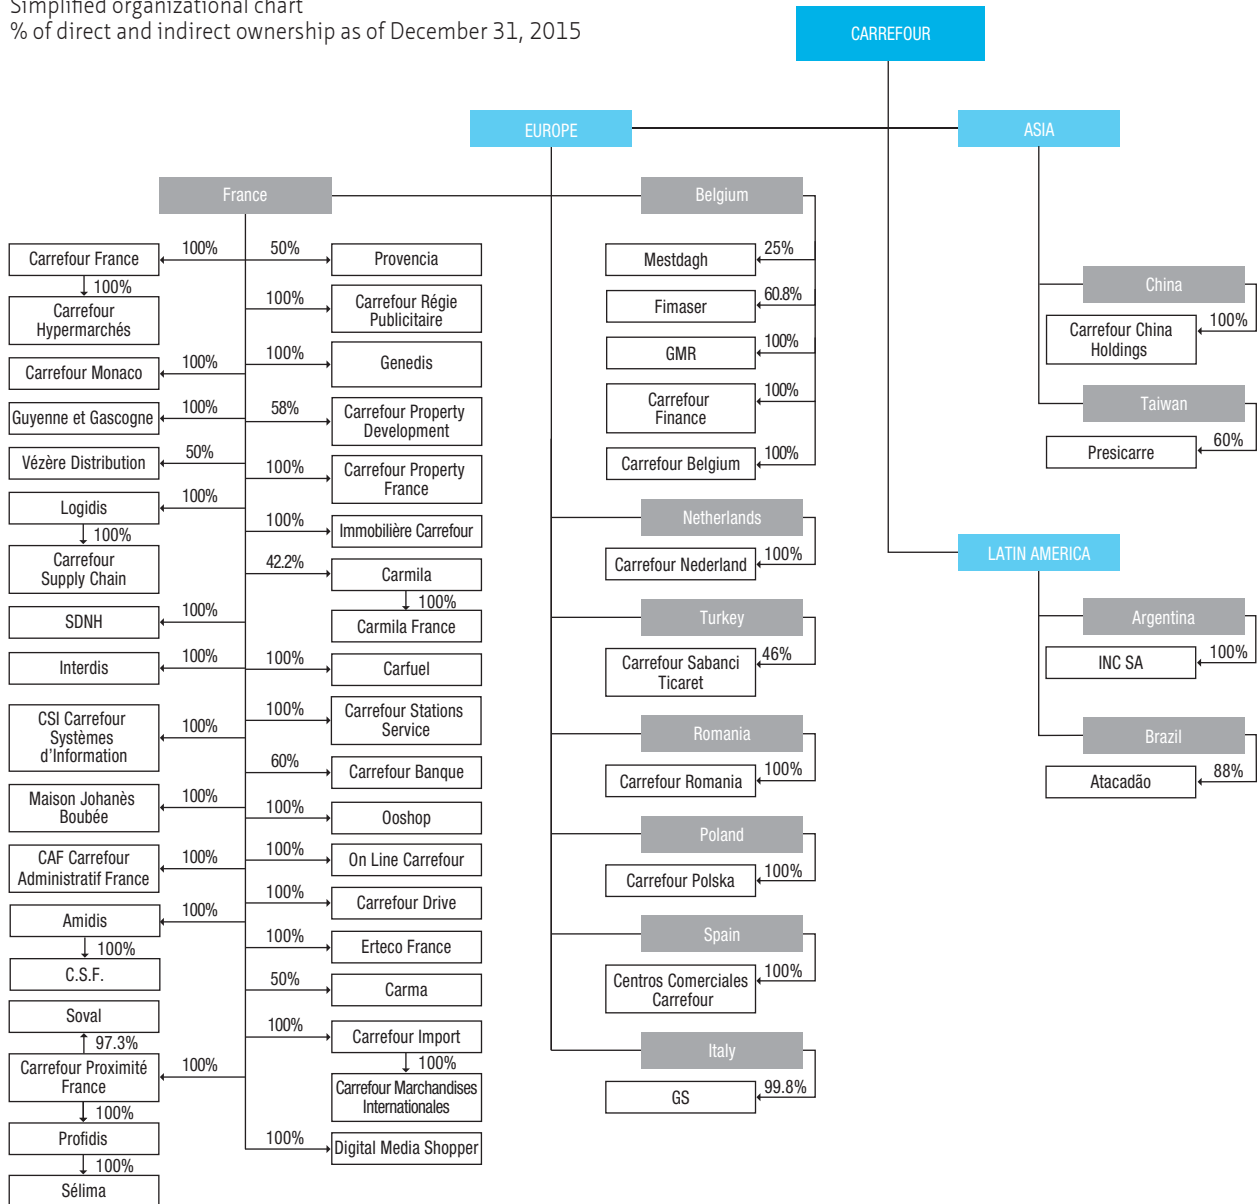 Simplified organizational chart
% of direct and indirect ownership as of December 31, 2015
CARREFOUR
EUROPE
ASIA
LATIN AMERICA
France
100%
Carrefour France
100%
Carrefour
Hypermarchés
100%
Carrefour Monaco
100%
Guyenne et Gascogne
50%
Vézère Distribution
100%
Logidis
100%
Carrefour
Supply Chain
100%
SDNH
100%
Interdis
100%
CSI Carrefour
Systèmes
d'Information
100%
Maison Johanès
Boubée
100%
CAF Carrefour
Administratif France
100%
Amidis
100%
C.S.F.
Soval
97.3%
100%
Carrefour Proximité
France
100%
Profidis
100%
Sélima
50%
Provencia
100%
Carrefour Régie
Publicitaire
100%
Genedis
58%
Carrefour Property
Development
100%
Carrefour Property
France
100%
Immobilière Carrefour
42.2%
Carmila
100%
Carmila France
100%
Carfuel
100%
Carrefour Stations
Service
60%
Carrefour Banque
100%
Ooshop
100%
On Line Carrefour
100%
Carrefour Drive
100%
Erteco France
50%
Carma
100%
Carrefour Import
100%
Carrefour Marchandises
Internationales
100%
Digital Media Shopper
Belgium
25%
Mestdagh
60.8%
Fimaser
100%
GMR
100%
Carrefour
Finance
100%
Carrefour Belgium
Netherlands
100%
Carrefour Nederland
Turkey
46%
Carrefour Sabanci
Ticaret
Romania
100%
Carrefour Romania
Poland
100%
Carrefour Polska
Spain
100%
Centros Comerciales
Carrefour
Italy
99.8%
GS
China
100%
Carrefour China
Holdings
Taiwan
60%
Presicarre
Argentina
100%
INC SA
Brazil
88%
Atacadão